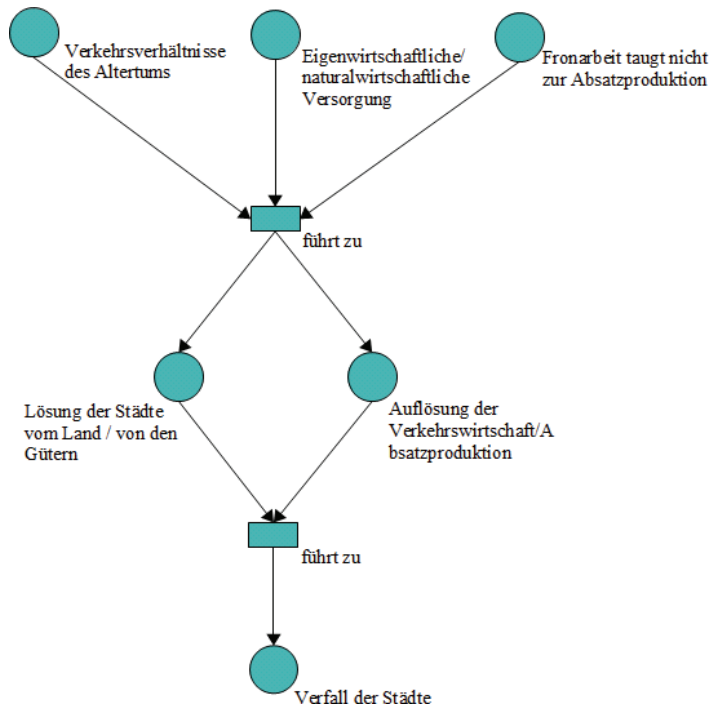 Verkehrsverhältnisse
des Altertums
Eigenwirtschaftliche/
naturalwirtschaftliche
Versorgung
Fronarbeit taugt nicht
zur Absatzproduktion
führt zu
Lösung der Städte
vom Land / von den
Gütern
Auflösung der
Verkehrswirtschaft/A
bsatzproduktion
führt zu
Verfall der Städte